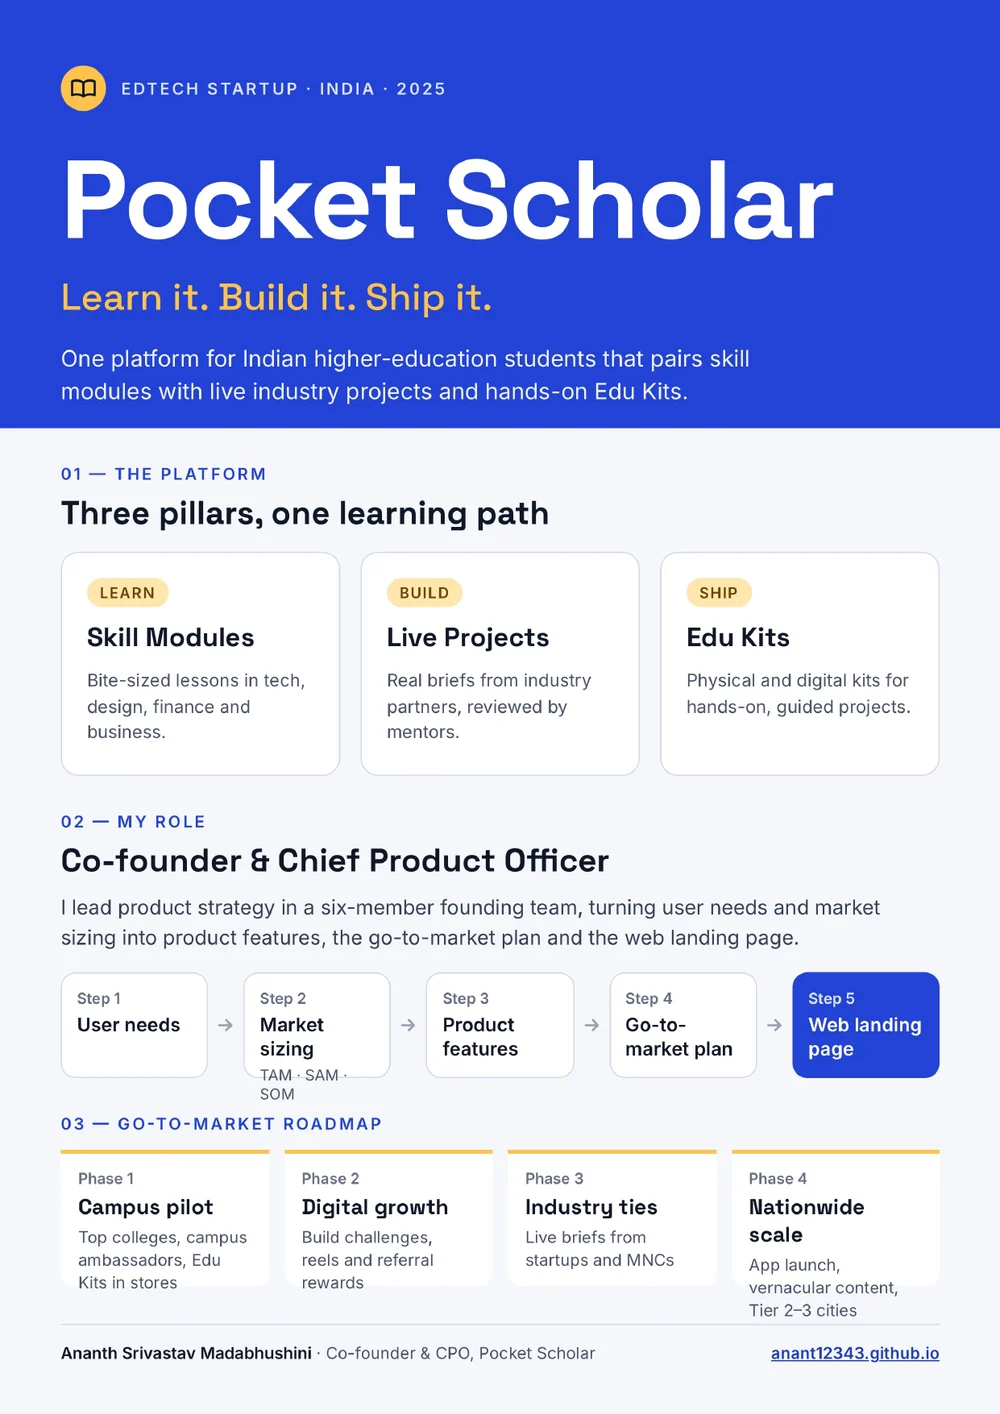 EDTECH STARTUP · INDIA · 2025
Pocket Scholar
Learn it. Build it. Ship it.
One platform for Indian higher-education students that pairs skill
modules with live industry projects and hands-on Edu Kits.
01 — THE PLATFORM
Three pillars, one learning path
LEARN
Skill Modules
Bite-sized lessons in tech,
design, finance and
business.
BUILD
Live Projects
Real briefs from industry
partners, reviewed by
mentors.
SHIP
Edu Kits
Physical and digital kits for
hands-on, guided projects.
02 — MY ROLE
Co-founder & Chief Product Officer
I lead product strategy in a six-member founding team, turning user needs and market
sizing into product features, the go-to-market plan and the web landing page.
Step 1
User needs
→
Step 2
Market
sizing
TAM · SAM ·
SOM
→
Step 3
Product
features
→
Step 4
Go-to-
market plan
→
Step 5
Web landing
page
03 — GO-TO-MARKET ROADMAP
Phase 1
Campus pilot
Top colleges, campus
ambassadors, Edu
Kits in stores
Phase 2
Digital growth
Build challenges,
reels and referral
rewards
Phase 3
Industry ties
Live briefs from
startups and MNCs
Phase 4
Nationwide
scale
App launch,
vernacular content,
Tier 2–3 cities
Ananth Srivastav Madabhushini · Co-founder & CPO, Pocket Scholar
anant12343.github.io